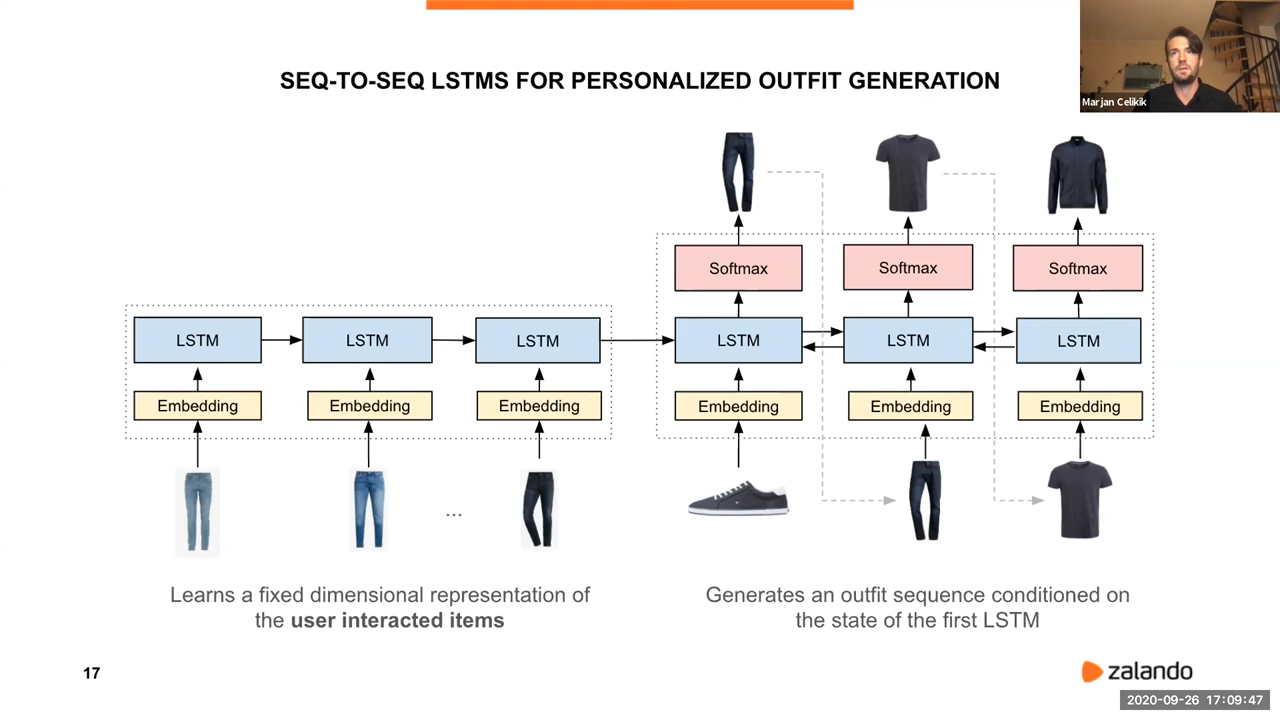 SEQ-TO-SEQ LSTMS FOR PERSONALIZED OUTFIT GENERATION
Marjan Celikik
Softmax
Softmax
Softmax
LSTM
LSTM
LSTM
LSTM
LSTM
LSTM
Embedding
Embedding
Embedding
Embedding
Embedding
Embedding
...
Learns a fixed dimensional representation of
the user interacted items
Generates an outfit sequence conditioned on
the state of the first LSTM
17
zalando
2020-09-26 17:09:47